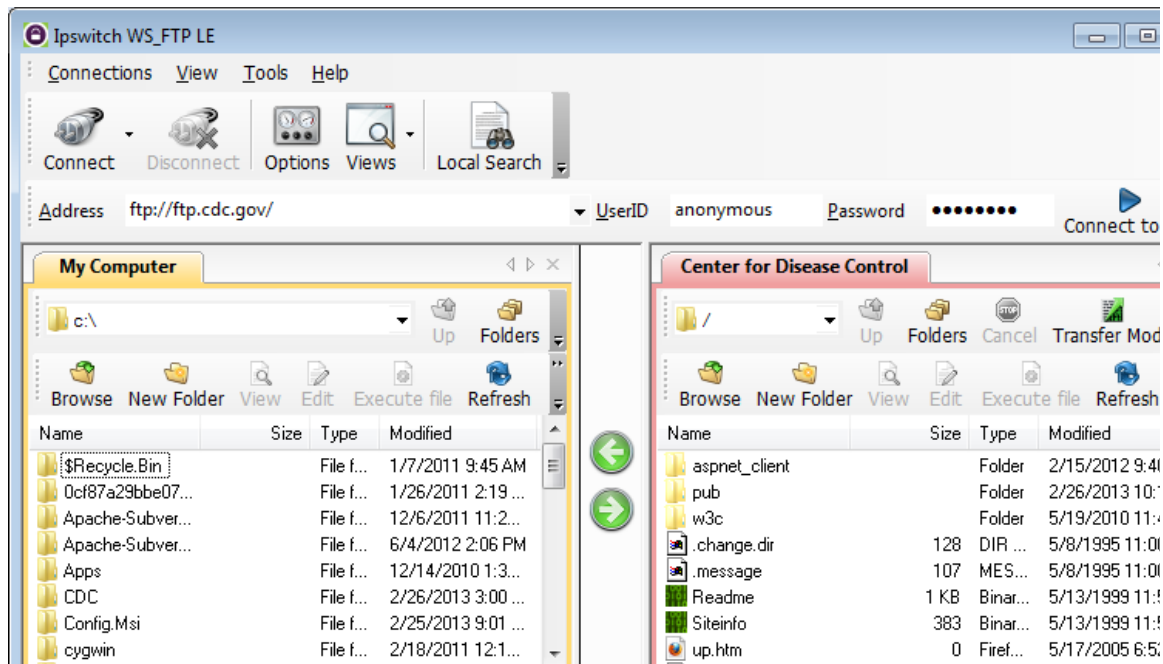 Ipswitch WS_FTP LE
Connections View Tools Help
Connect Disconnect Options Views Local Search
Address ftp://ftp.cdc.gov/ UserID anonymous Password ••••••••
Connect to
My Computer
c:\ Up Folders
Browse New Folder View Edit Execute file Refresh
Name Size Type Modified
$Recycle.Bin File f... 1/7/2011 9:45 AM
0cf87a29bbe07... File f... 1/26/2011 2:19 ...
Apache-Subver... File f... 12/6/2011 11:2...
Apache-Subver... File f... 6/4/2012 2:06 PM
Apps File f... 12/14/2010 1:3...
CDC File f... 2/26/2013 3:00 ...
Config.Msi File f... 2/25/2013 9:01 ...
cygwin File f... 2/18/2011 12:1...
Center for Disease Control
/ Up Folders Cancel Transfer Mod
STOP
Browse New Folder View Edit Execute file Refresh
Name Size Type Modified
aspnet_client Folder 2/15/2012 9:40
pub Folder 2/26/2013 10:
w3c Folder 5/19/2010 11:4
.change.dir 128 DIR ... 5/8/1995 11:00
.message 107 MES... 5/8/1995 11:00
Readme 1 KB Binar... 5/13/1999 11:5
Siteinfo 383 Binar... 5/13/1999 11:5
up.htm 0 Firef... 5/17/2005 6:52